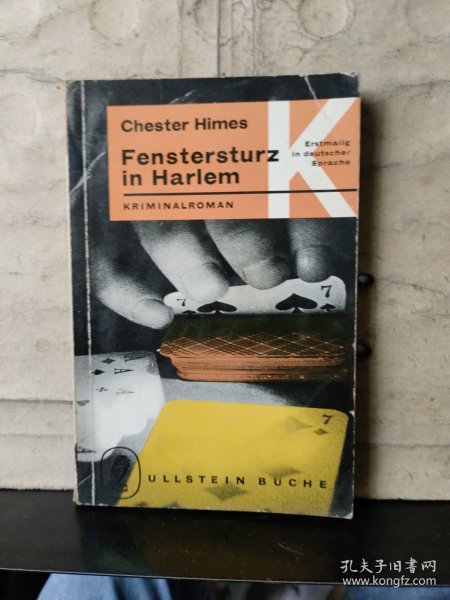 Chester Himes
Fenstersturz
in Harlem
KRIMINALROMAN
K
Erstmalig
in deutscher
Sprache
7
7
7
A
A
A
ULLSTEIN BÜCHER
孔夫子旧书网
www.kongfz.com